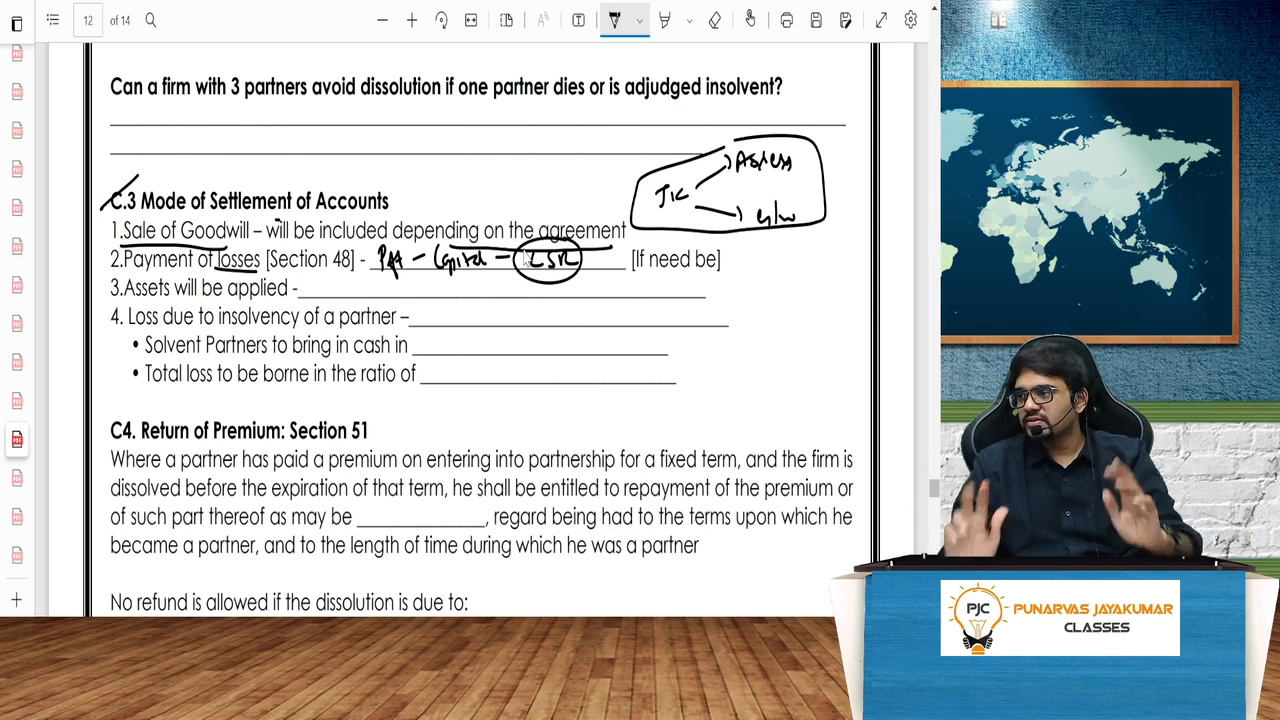 12 of 14
Can a firm with 3 partners avoid dissolution if one partner dies or is adjudged insolvent?
C.3 Mode of Settlement of Accounts
1.Sale of Goodwill – will be included depending on the agreement
2.Payment of losses [Section 48] - Capital – [If need be]
3.Assets will be applied -
4. Loss due to insolvency of a partner –
• Solvent Partners to bring in cash in
• Total loss to be borne in the ratio of
C4. Return of Premium: Section 51
Where a partner has paid a premium on entering into partnership for a fixed term, and the firm is
dissolved before the expiration of that term, he shall be entitled to repayment of the premium or
of such part thereof as may be ______________, regard being had to the terms upon which he
became a partner, and to the length of time during which he was a partner
No refund is allowed if the dissolution is due to:
PJC
PUNARVAS JAYAKUMAR
CLASSES